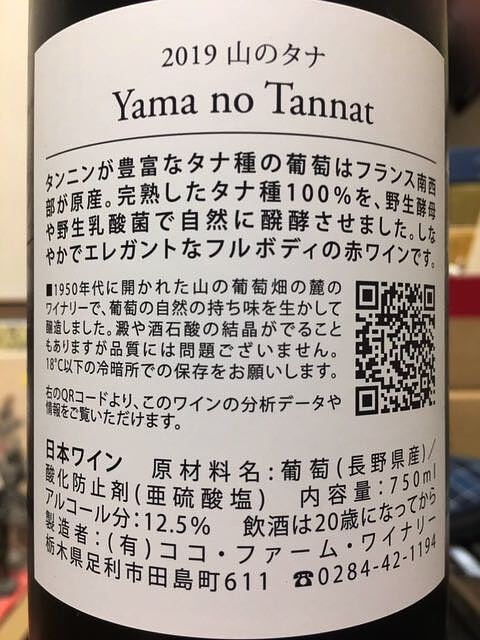 2019 山のタナ
Yama no Tannat
タンニンが豊富なタナ種の葡萄はフランス南西
部が原産。完熟したタナ種100%を、野生酵母
や野生乳酸菌で自然に醗酵させました。しな
やかでエレガントなフルボディの赤ワインです。
■1950年代に開かれた山の葡萄畑の麓の
ワイナリーで、葡萄の自然の持ち味を生かして
醸造しました。澱や酒石酸の結晶がでること
もありますが品質には問題ございません。
18℃以下の冷暗所での保存をお願いします。
右のQRコードより、このワインの分析データや
情報をご覧いただけます。
日本ワイン 原材料名:葡萄(長野県産)/
酸化防止剤(亜硫酸塩) 内容量:750ml
アルコール分:12.5% 飲酒は20歳になってから
製造者:(有)ココ・ファーム・ワイナリー
栃木県足利市田島町611 ☎0284-42-1194